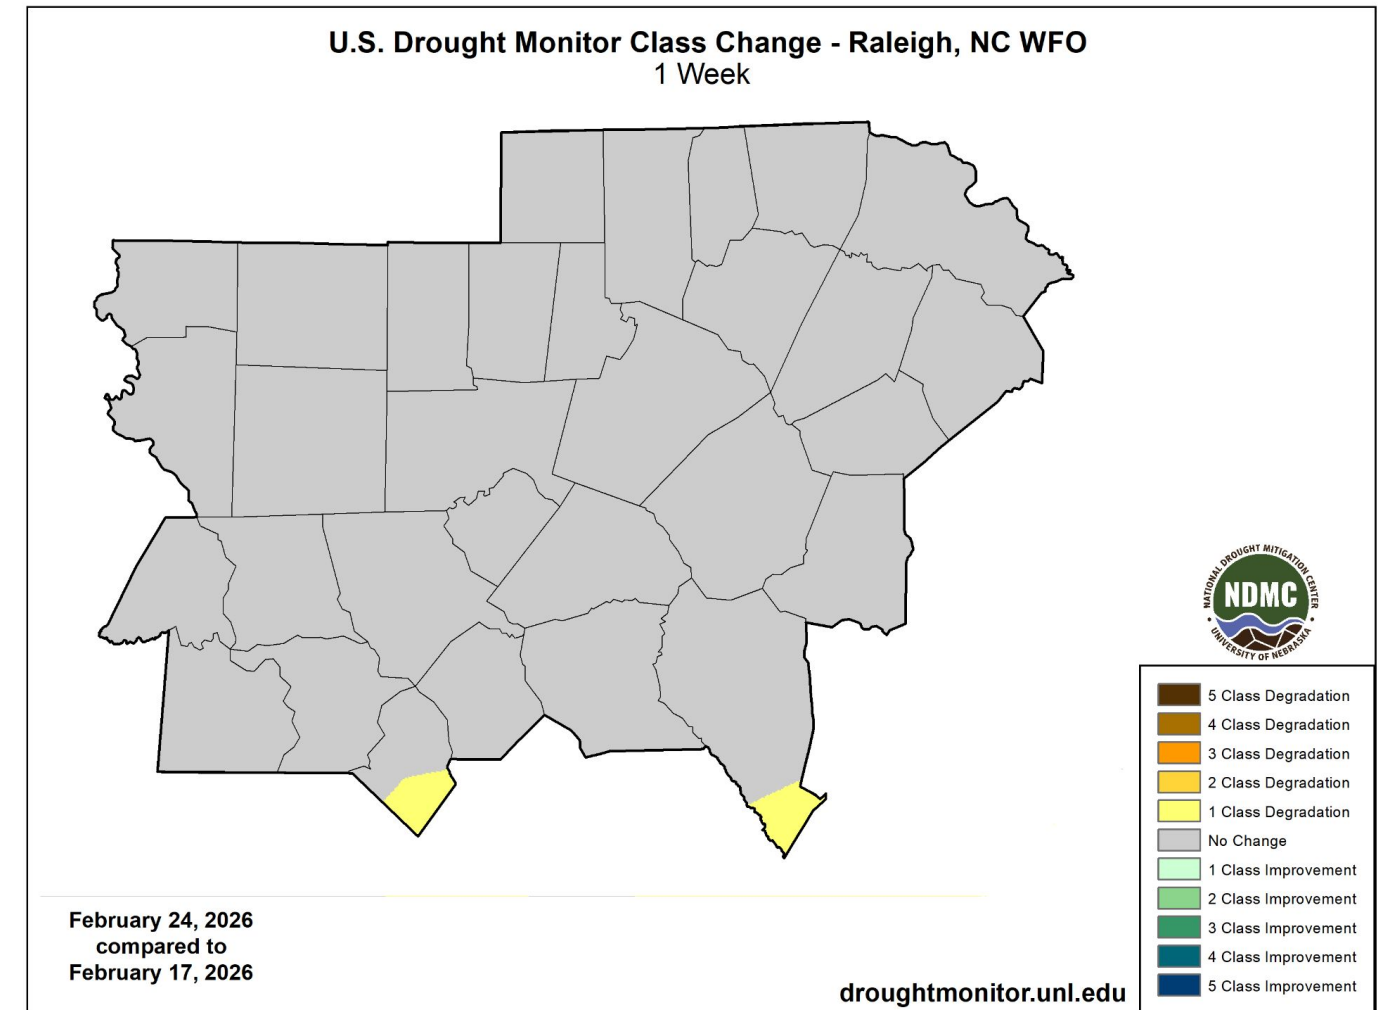 U.S. Drought Monitor Class Change - Raleigh, NC WFO
1 Week
NATIONAL DROUGHT MITIGATION CENTER
NDMC
UNIVERSITY OF NEBRASKA
5 Class Degradation
4 Class Degradation
3 Class Degradation
2 Class Degradation
1 Class Degradation
No Change
1 Class Improvement
2 Class Improvement
3 Class Improvement
4 Class Improvement
5 Class Improvement
February 24, 2026
compared to
February 17, 2026
droughtmonitor.unl.edu